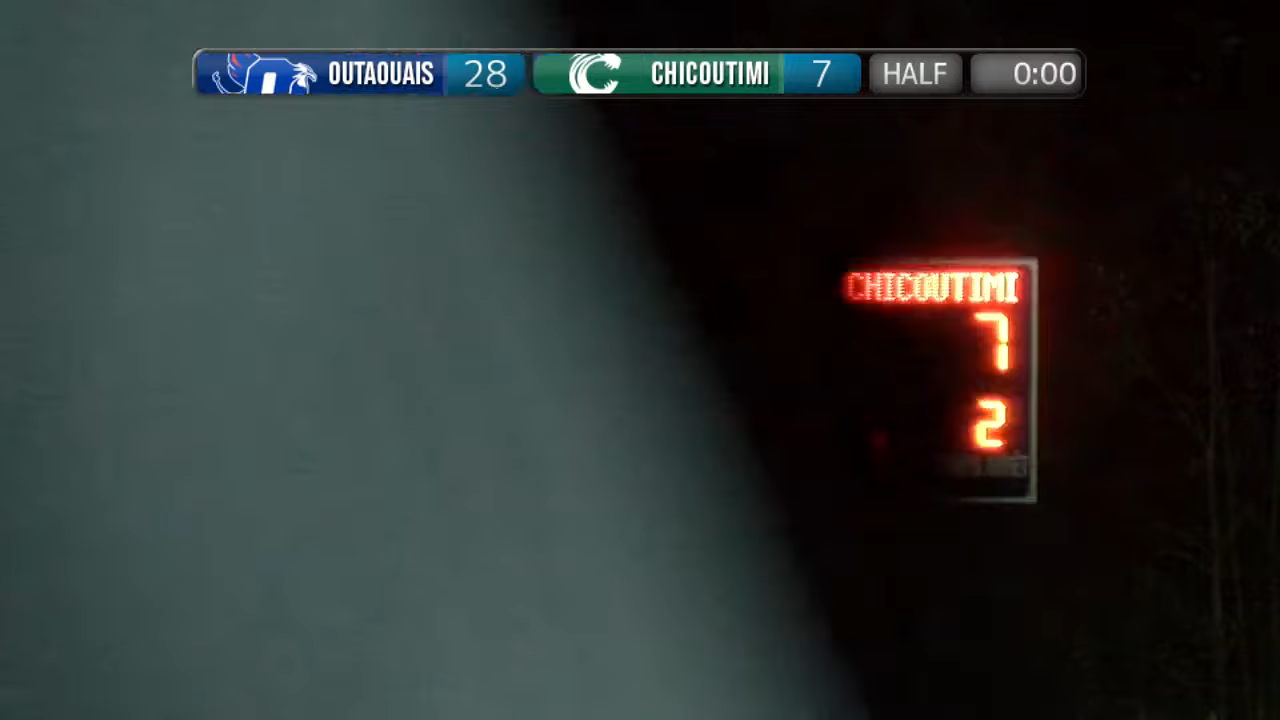 OUTAOUAIS 28 CHICOUTIMI 7 HALF 0:00
CHICOUTIMI
7
2